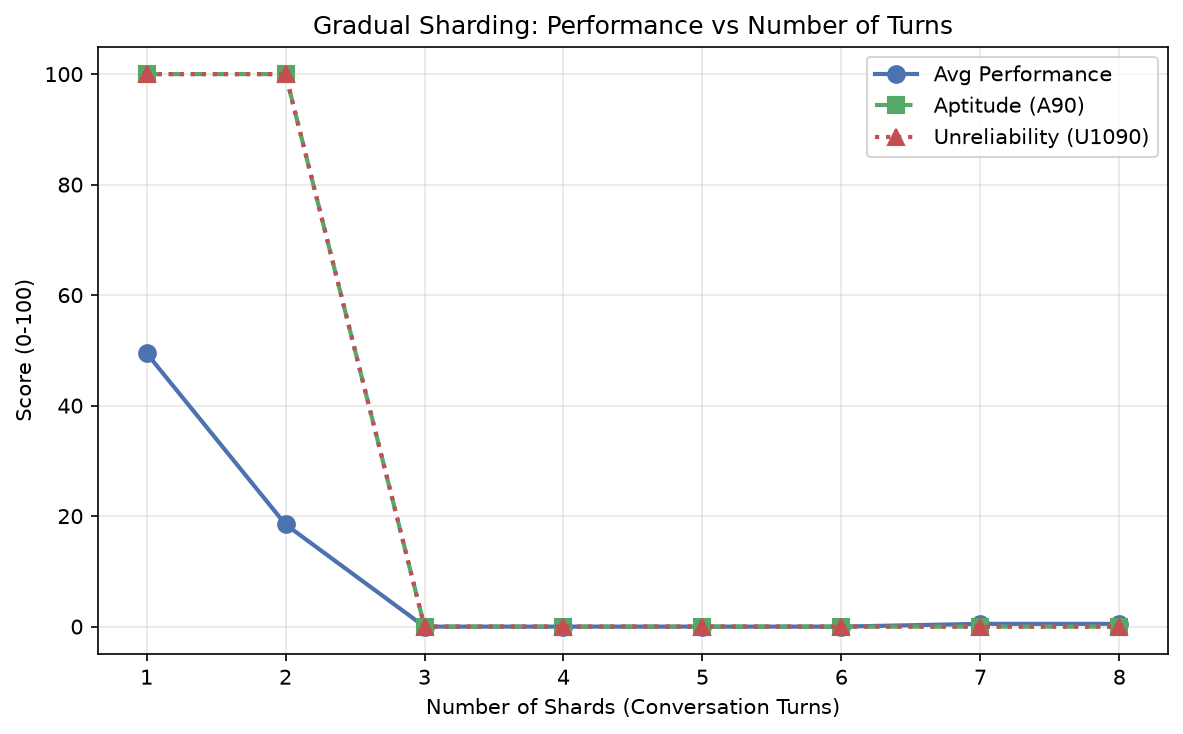 Gradual Sharding: Performance vs Number of Turns
Avg Performance
Aptitude (A90)
Unreliability (U1090)
Score (0-100)
100
80
60
40
20
0
1 2 3 4 5 6 7 8
Number of Shards (Conversation Turns)